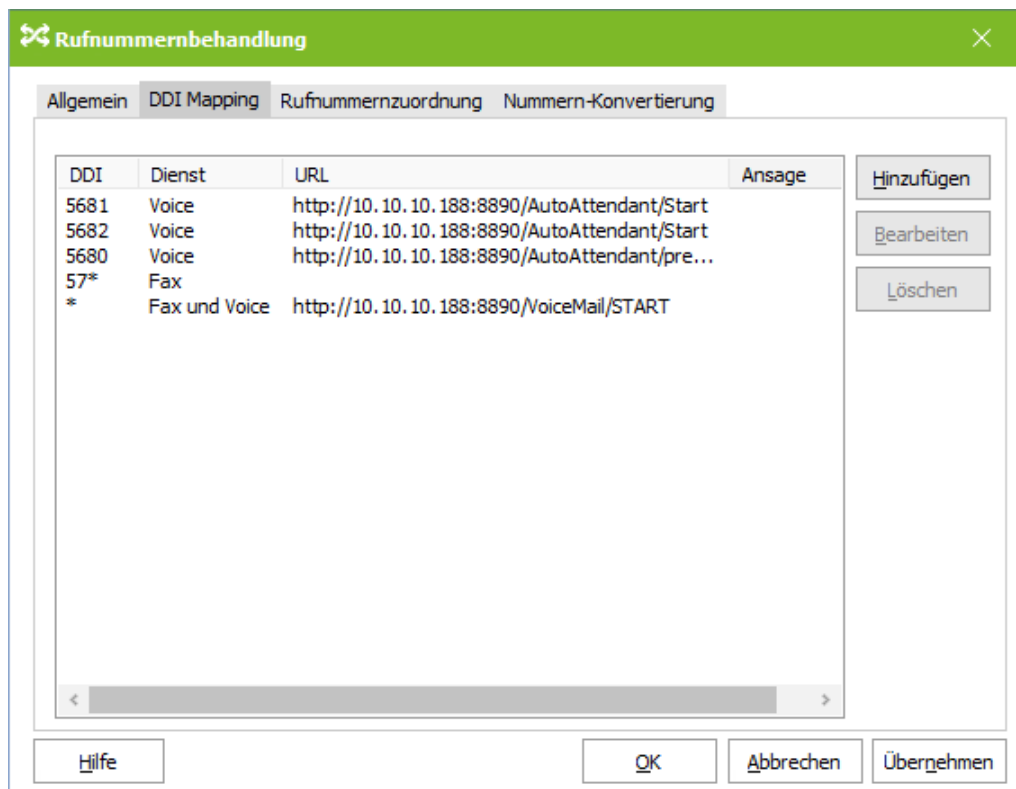 Rufnummernbehandlung
Allgemein DDI Mapping Rufnummernzuordnung Nummern-Konvertierung
DDI Dienst URL Ansage
5681 Voice http://10.10.10.188:8890/AutoAttendant/Start
5682 Voice http://10.10.10.188:8890/AutoAttendant/Start
5680 Voice http://10.10.10.188:8890/AutoAttendant/pre...
57* Fax
* Fax und Voice http://10.10.10.188:8890/VoiceMail/START
Hinzufügen
Bearbeiten
Löschen
Hilfe OK Abbrechen Übernehmen